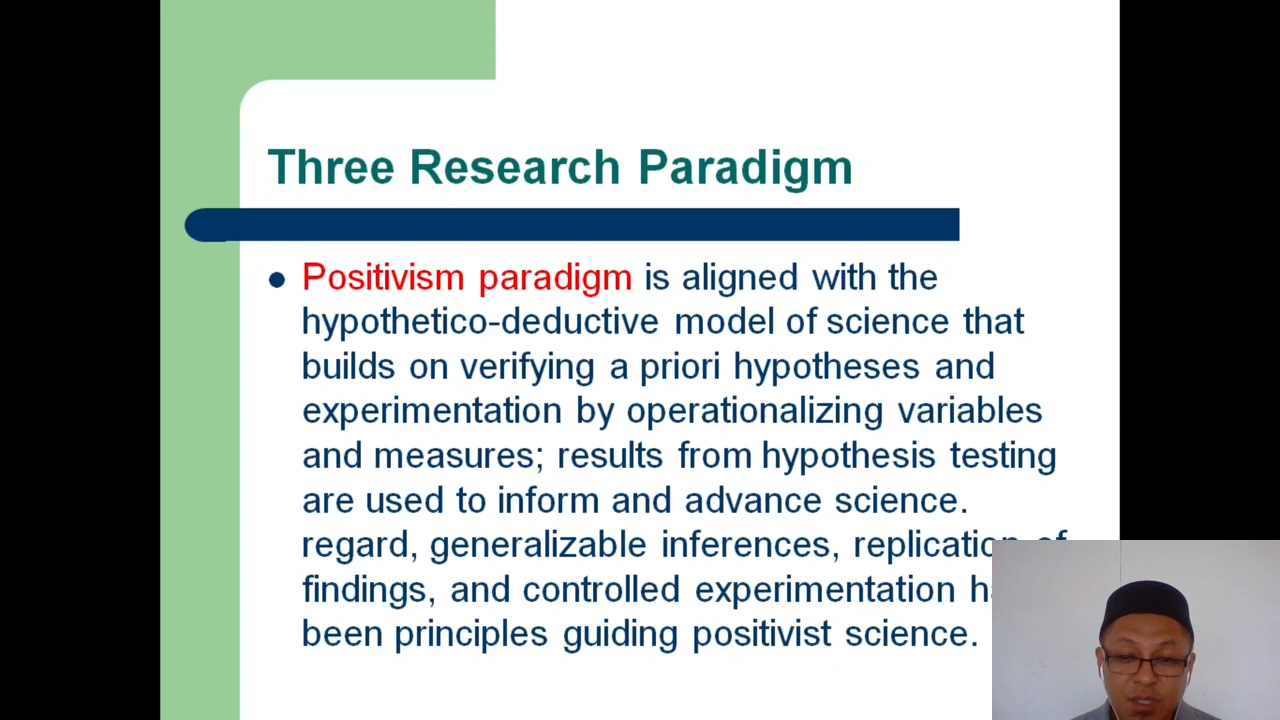 Three Research Paradigm
Positivism paradigm is aligned with the
hypothetico-deductive model of science that
builds on verifying a priori hypotheses and
experimentation by operationalizing variables
and measures; results from hypothesis testing
are used to inform and advance science.
regard, generalizable inferences, replication of
findings, and controlled experimentation
been principles guiding positivist science.